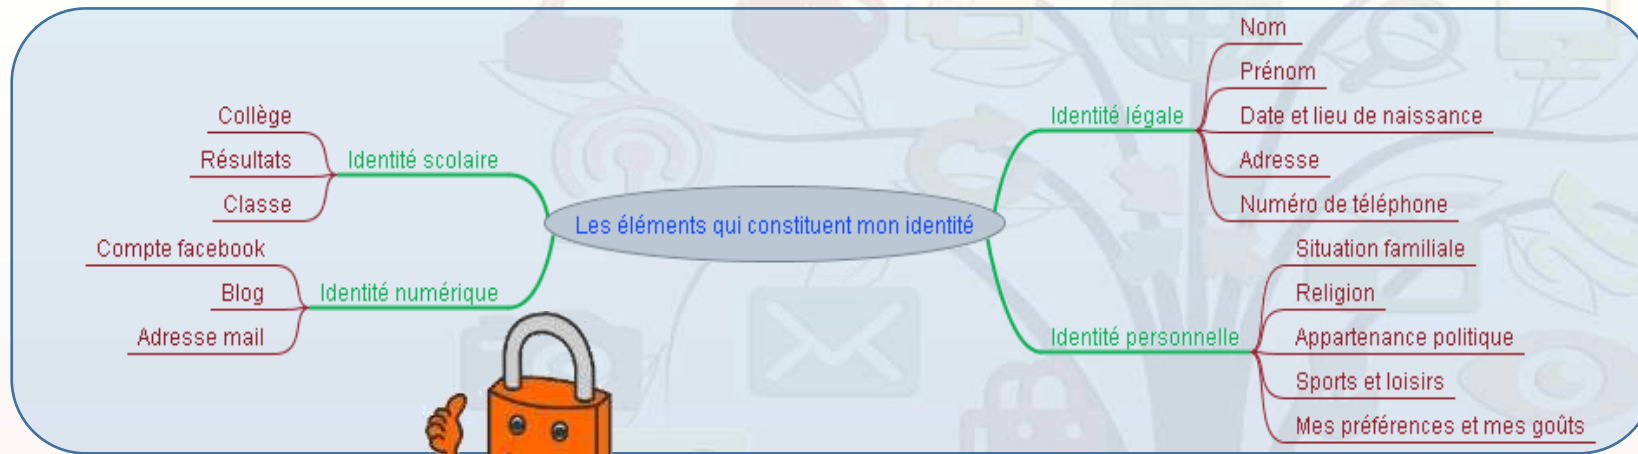 Les éléments qui constituent mon identité
Identité scolaire
Collège
Résultats
Classe
Identité numérique
Compte facebook
Blog
Adresse mail
Identité légale
Nom
Prénom
Date et lieu de naissance
Adresse
Numéro de téléphone
Identité personnelle
Situation familiale
Religion
Appartenance politique
Sports et loisirs
Mes préférences et mes goûts